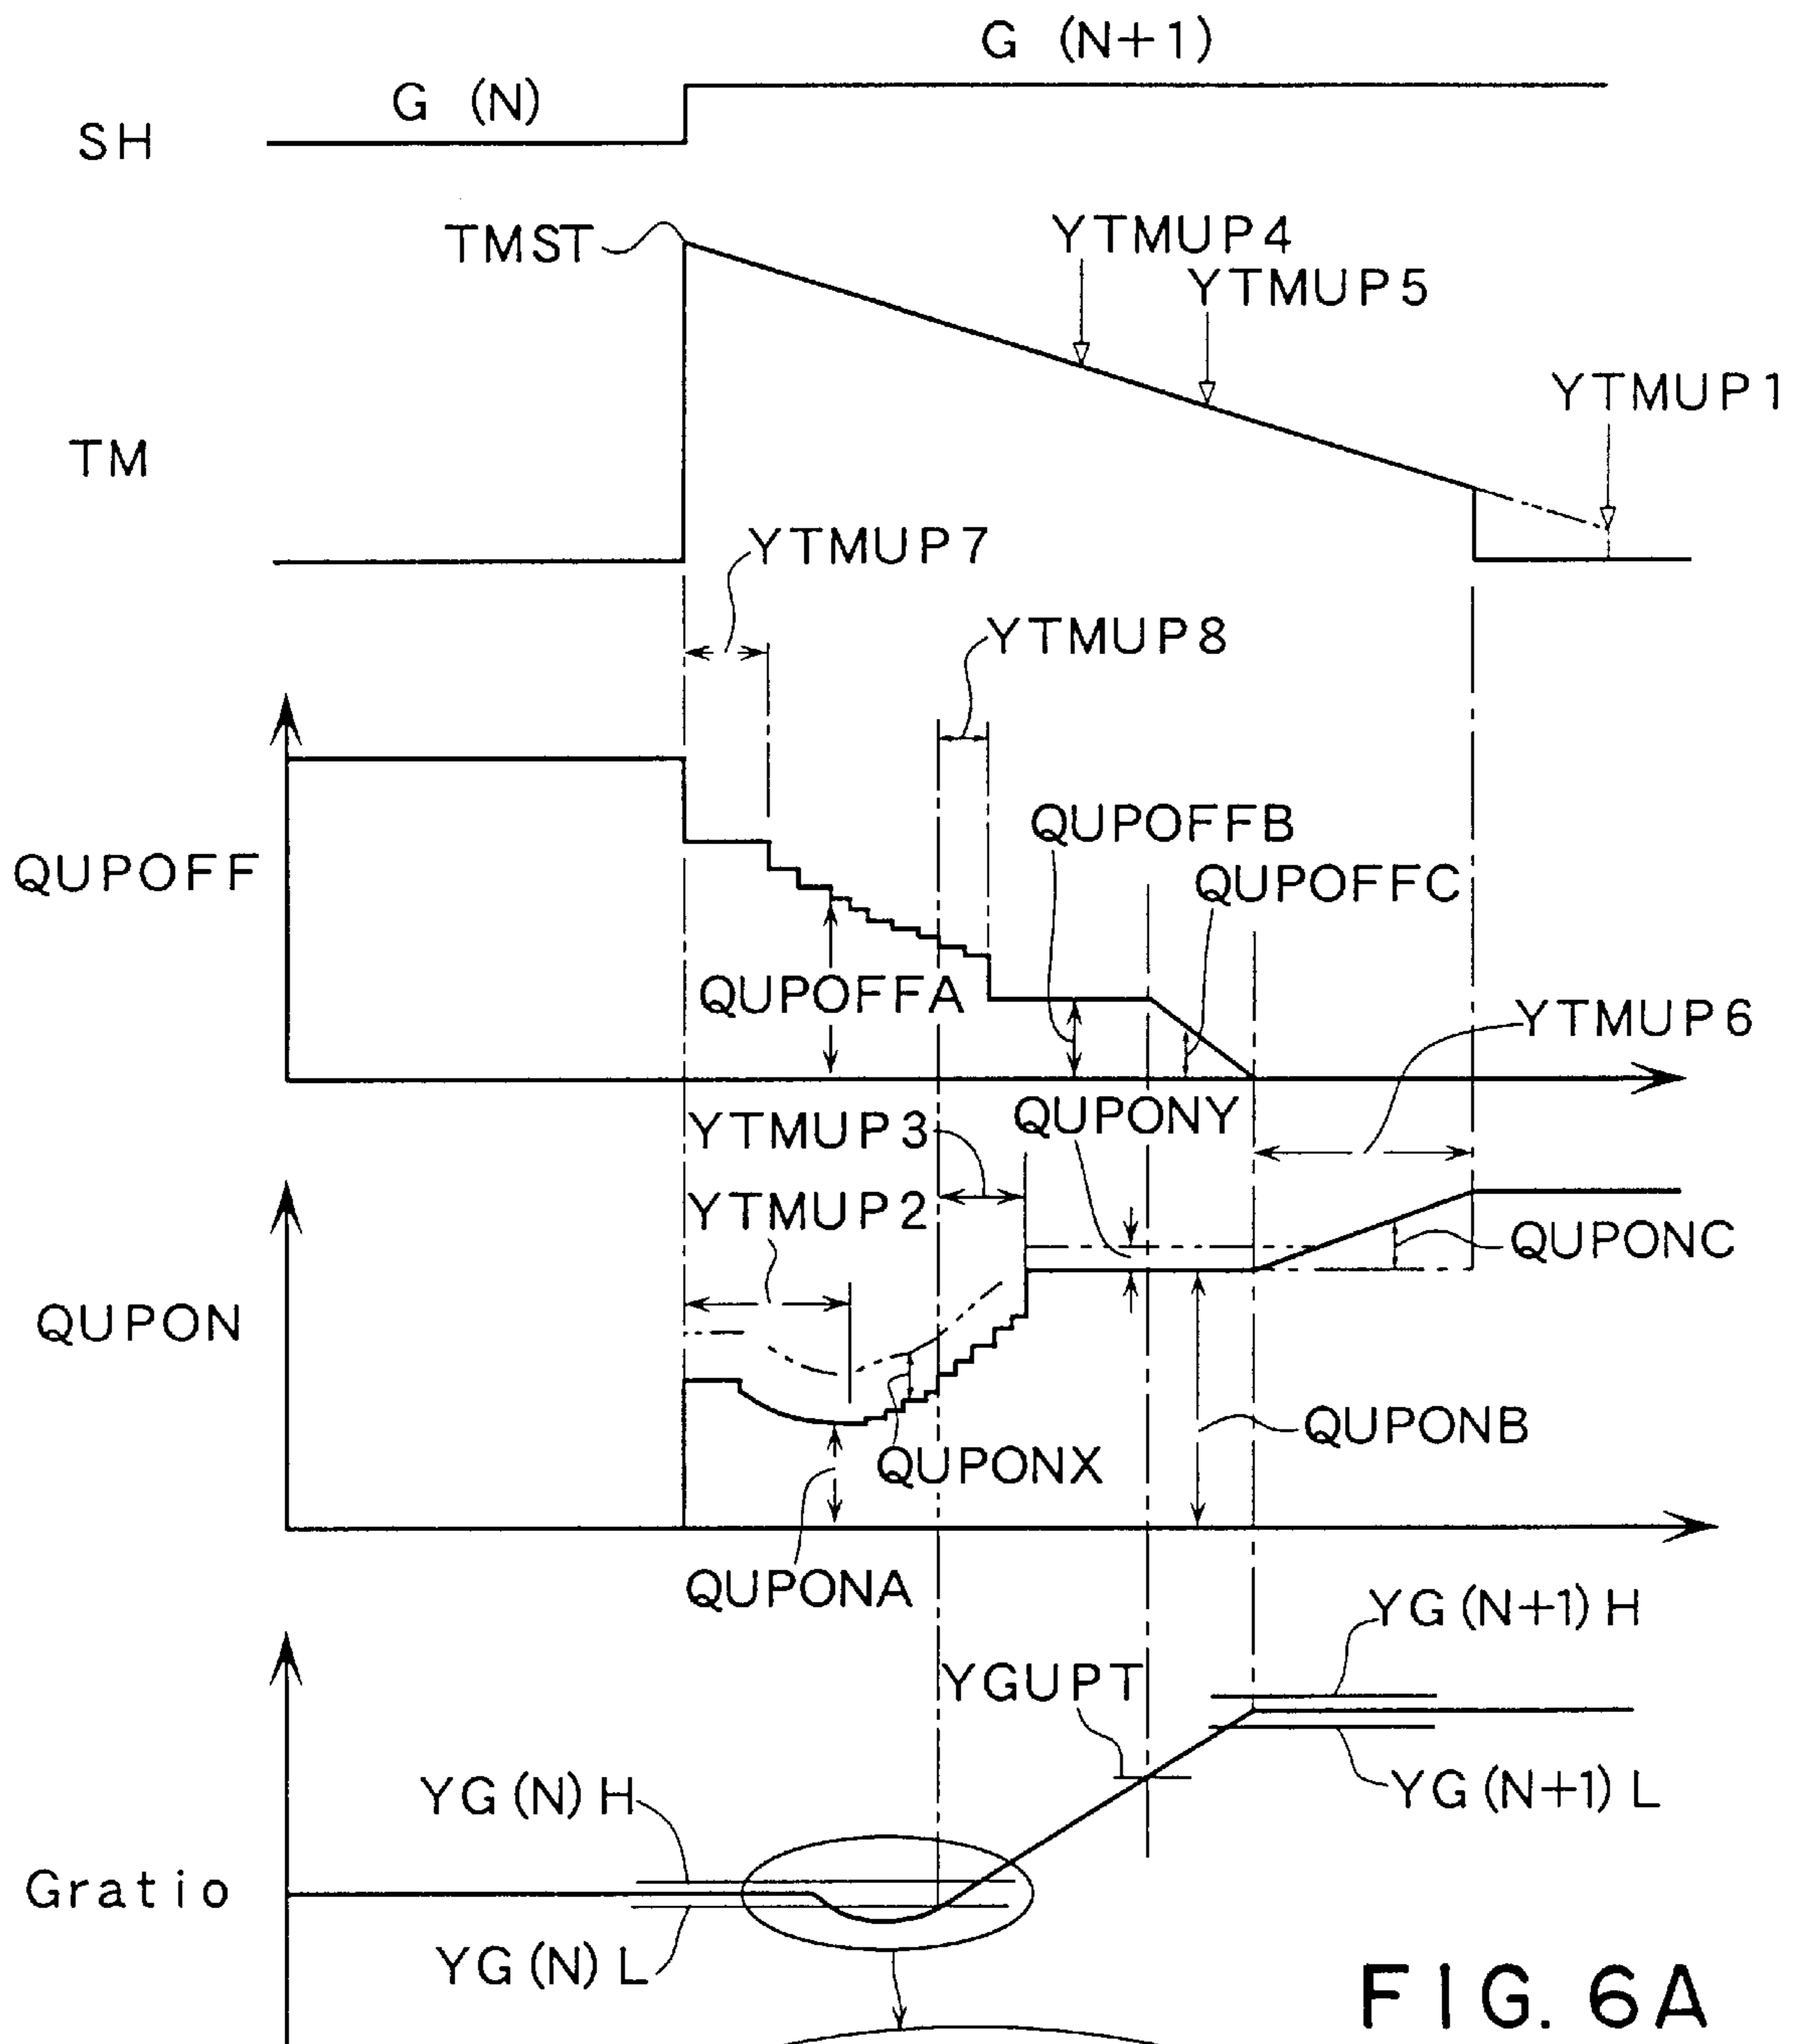 G (N+1)
G (N)
SH
TMST
YTMUP4
YTMUP5
YTMUP1
TM
YTMUP7
YTMUP8
QUPOFFB
QUPOFF
QUPOFFC
QUPOFFA
YTMUP6
YTMUP3
QUPONY
YTMUP2
QUPONC
QUPON
QUPONB
QUPONX
QUPONA
YG (N+1) H
YGUPT
YG (N) H
YG (N+1) L
Gratio
YG (N) L
FIG. 6A